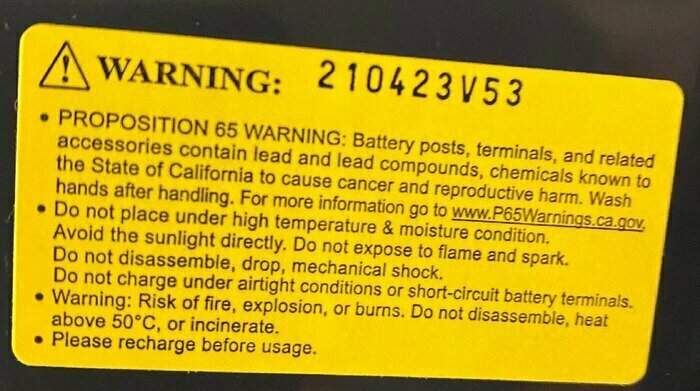 WARNING: 210423V53
• PROPOSITION 65 WARNING: Battery posts, terminals, and related
accessories contain lead and lead compounds, chemicals known to
the State of California to cause cancer and reproductive harm. Wash
hands after handling. For more information go to www.P65Warnings.ca.gov,
• Do not place under high temperature & moisture condition.
Avoid the sunlight directly. Do not expose to flame and spark.
Do not disassemble, drop, mechanical shock.
Do not charge under airtight conditions or short-circuit battery terminals.
• Warning: Risk of fire, explosion, or burns. Do not disassemble, heat
above 50°C, or incinerate.
• Please recharge before usage.